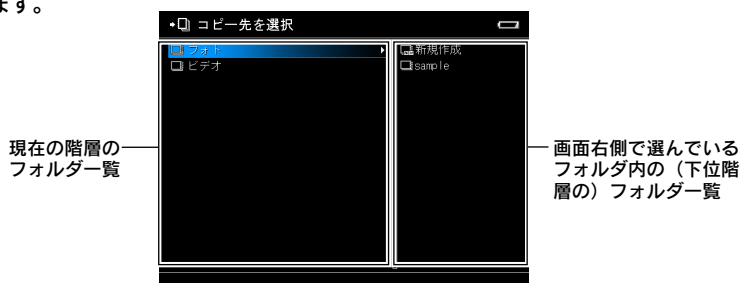 ます。
コピー先を選択
フォト
ビデオ
新規作成
sample
現在の階層の
フォルダ一覧
画面右側で選んでいる
フォルダ内の（下位階
層の）フォルダ一覧